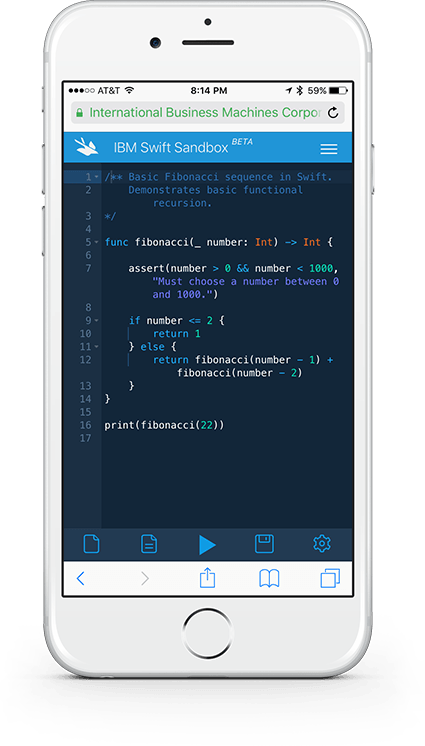 AT&T 8:14 PM 59%
International Business Machines Corpor
IBM Swift Sandbox BETA
1 /** Basic Fibonacci sequence in Swift.
2 Demonstrates basic functional
recursion.
3 */
4
5 func fibonacci(_ number: Int) -> Int {
6
7 assert(number > 0 && number < 1000,
"Must choose a number between 0
and 1000.")
8
9 if number <= 2 {
10 return 1
11 } else {
12 return fibonacci(number - 1) +
fibonacci(number - 2)
13 }
14 }
15
16 print(fibonacci(22))
17